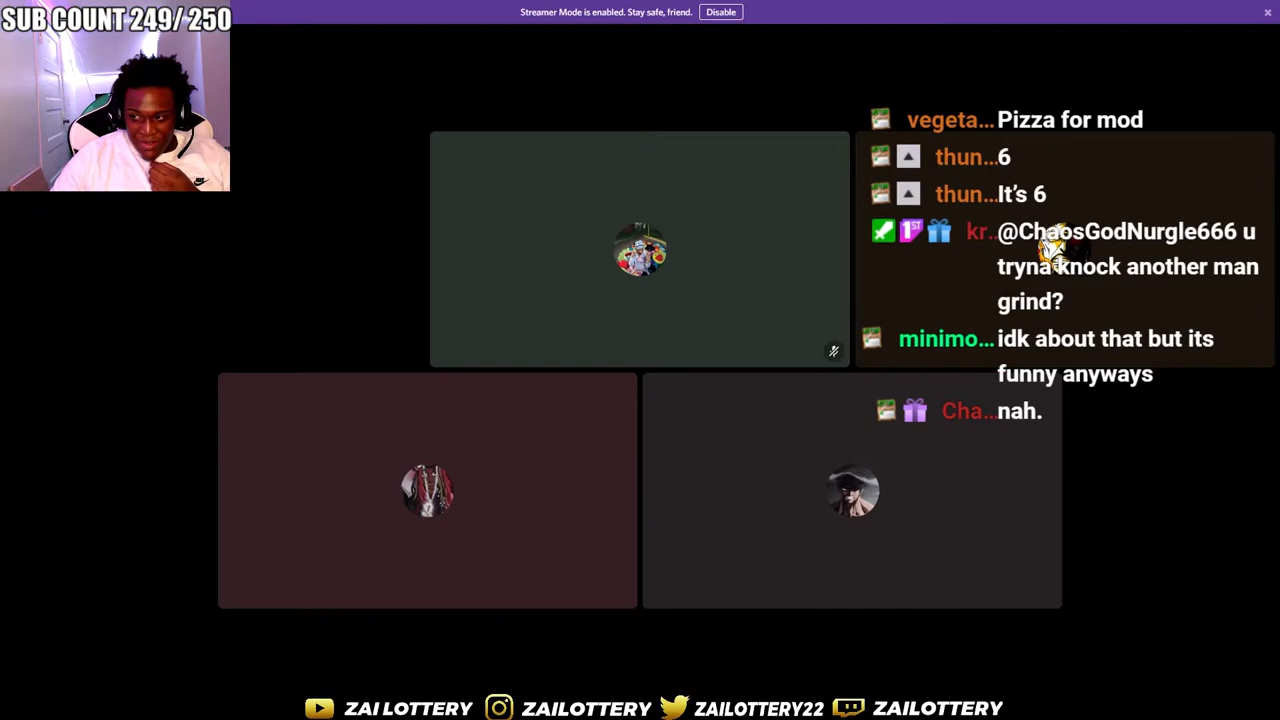 SUB COUNT 249/ 250
Streamer Mode is enabled. Stay safe, friend. Disable
vegeta... Pizza for mod
thun... 6
thun... It's 6
1ST kr... @ChaosGodNurgle666 u
tryna knock another man
grind?
minimo... idk about that but its
funny anyways
Cha... nah.
ZAI LOTTERY ZAILOTTERY ZAILOTTERY22 ZAILOTTERY